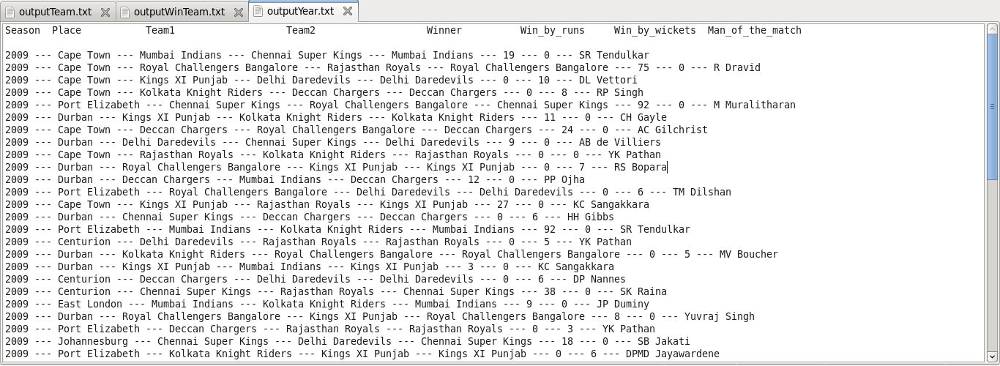 outputTeam.txt outputWinTeam.txt outputYear.txt
Season Place Team1 Team2 Winner Win_by_runs Win_by_wickets Man_of_the_match
2009 --- Cape Town --- Mumbai Indians --- Chennai Super Kings --- Mumbai Indians --- 19 --- 0 --- SR Tendulkar
2009 --- Cape Town --- Royal Challengers Bangalore --- Rajasthan Royals --- Royal Challengers Bangalore --- 75 --- 0 --- R Dravid
2009 --- Cape Town --- Kings XI Punjab --- Delhi Daredevils --- Delhi Daredevils --- 0 --- 10 --- DL Vettori
2009 --- Cape Town --- Kolkata Knight Riders --- Deccan Chargers --- Deccan Chargers --- 0 --- 8 --- RP Singh
2009 --- Port Elizabeth --- Chennai Super Kings --- Royal Challengers Bangalore --- Chennai Super Kings --- 92 --- 0 --- M Muralitharan
2009 --- Durban --- Kings XI Punjab --- Kolkata Knight Riders --- Kolkata Knight Riders --- 11 --- 0 --- CH Gayle
2009 --- Cape Town --- Deccan Chargers --- Royal Challengers Bangalore --- Deccan Chargers --- 24 --- 0 --- AC Gilchrist
2009 --- Durban --- Delhi Daredevils --- Chennai Super Kings --- Delhi Daredevils --- 9 --- 0 --- AB de Villiers
2009 --- Cape Town --- Rajasthan Royals --- Kolkata Knight Riders --- Rajasthan Royals --- 0 --- 0 --- YK Pathan
2009 --- Durban --- Royal Challengers Bangalore --- Kings XI Punjab --- Kings XI Punjab --- 0 --- 7 --- RS Bopara
2009 --- Durban --- Deccan Chargers --- Mumbai Indians --- Deccan Chargers --- 12 --- 0 --- PP Ojha
2009 --- Port Elizabeth --- Royal Challengers Bangalore --- Delhi Daredevils --- Delhi Daredevils --- 0 --- 6 --- TM Dilshan
2009 --- Cape Town --- Kings XI Punjab --- Rajasthan Royals --- Kings XI Punjab --- 27 --- 0 --- KC Sangakkara
2009 --- Durban --- Chennai Super Kings --- Deccan Chargers --- Deccan Chargers --- 0 --- 6 --- HH Gibbs
2009 --- Port Elizabeth --- Mumbai Indians --- Kolkata Knight Riders --- Mumbai Indians --- 92 --- 0 --- SR Tendulkar
2009 --- Centurion --- Delhi Daredevils --- Rajasthan Royals --- Rajasthan Royals --- 0 --- 5 --- YK Pathan
2009 --- Durban --- Kolkata Knight Riders --- Royal Challengers Bangalore --- Royal Challengers Bangalore --- 0 --- 5 --- MV Boucher
2009 --- Durban --- Kings XI Punjab --- Mumbai Indians --- Kings XI Punjab --- 3 --- 0 --- KC Sangakkara
2009 --- Centurion --- Deccan Chargers --- Delhi Daredevils --- Delhi Daredevils --- 0 --- 6 --- DP Nannes
2009 --- Centurion --- Chennai Super Kings --- Rajasthan Royals --- Chennai Super Kings --- 38 --- 0 --- SK Raina
2009 --- East London --- Mumbai Indians --- Kolkata Knight Riders --- Mumbai Indians --- 9 --- 0 --- JP Duminy
2009 --- Durban --- Royal Challengers Bangalore --- Kings XI Punjab --- Royal Challengers Bangalore --- 8 --- 0 --- Yuvraj Singh
2009 --- Port Elizabeth --- Deccan Chargers --- Rajasthan Royals --- Rajasthan Royals --- 0 --- 3 --- YK Pathan
2009 --- Johannesburg --- Chennai Super Kings --- Delhi Daredevils --- Chennai Super Kings --- 18 --- 0 --- SB Jakati
2009 --- Port Elizabeth --- Kolkata Knight Riders --- Kings XI Punjab --- Kings XI Punjab --- 0 --- 6 --- DPMD Jayawardene